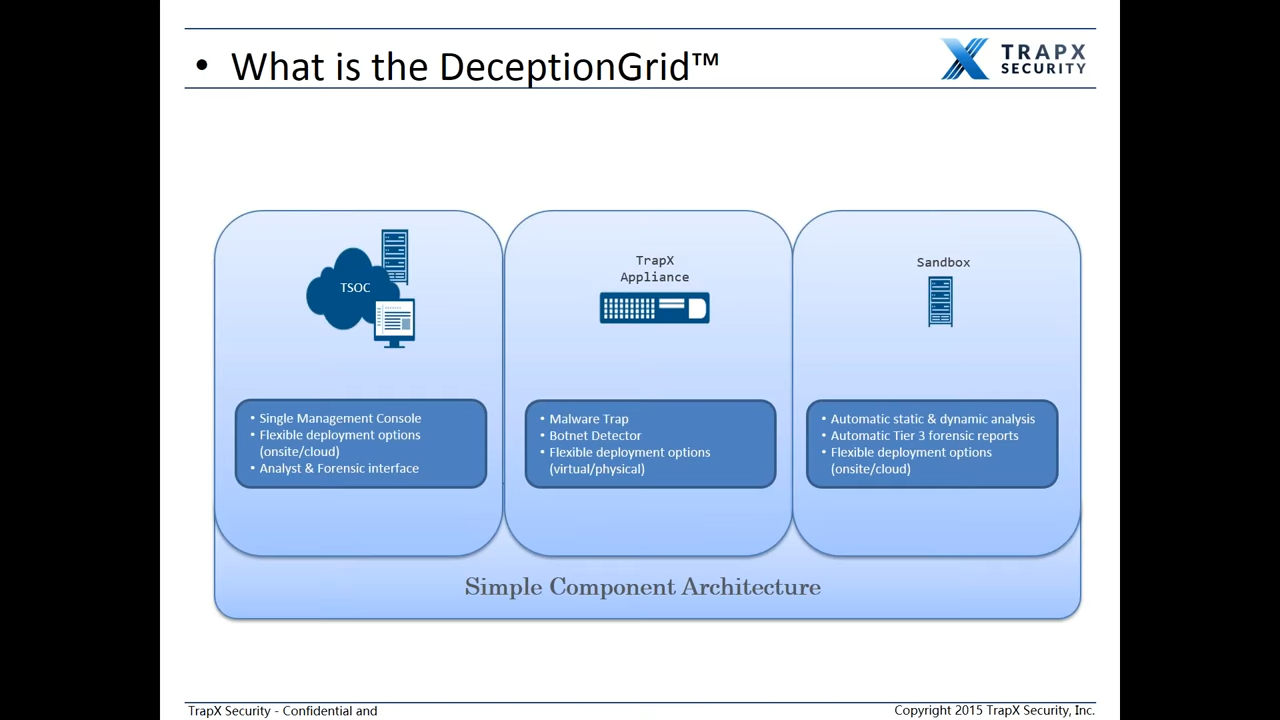 • What is the DeceptionGrid™
TRAPX
SECURITY
TSOC
• Single Management Console
• Flexible deployment options
(onsite/cloud)
• Analyst & Forensic interface
TrapX
Appliance
• Malware Trap
• Botnet Detector
• Flexible deployment options
(virtual/physical)
Sandbox
• Automatic static & dynamic analysis
• Automatic Tier 3 forensic reports
• Flexible deployment options
(onsite/cloud)
Simple Component Architecture
TrapX Security - Confidential and
Copyright 2015 TrapX Security, Inc.